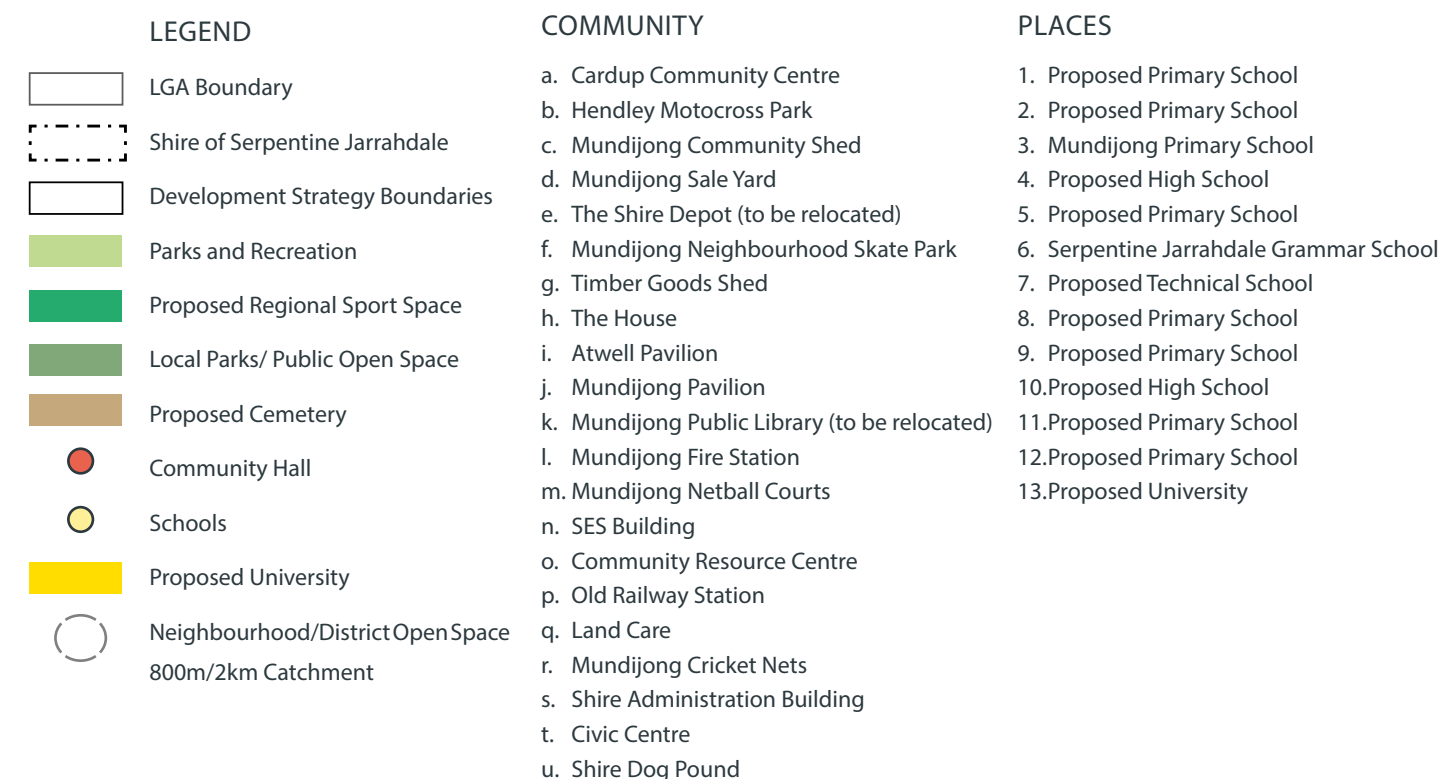 LEGEND
LGA Boundary
Shire of Serpentine Jarrahdale
Development Strategy Boundaries
Parks and Recreation
Proposed Regional Sport Space
Local Parks/ Public Open Space
Proposed Cemetery
Community Hall
Schools
Proposed University
Neighbourhood/District Open Space
800m/2km Catchment
COMMUNITY
a. Cardup Community Centre
b. Hendley Motocross Park
c. Mundijong Community Shed
d. Mundijong Sale Yard
e. The Shire Depot (to be relocated)
f. Mundijong Neighbourhood Skate Park
g. Timber Goods Shed
h. The House
i. Atwell Pavilion
j. Mundijong Pavilion
k. Mundijong Public Library (to be relocated)
l. Mundijong Fire Station
m. Mundijong Netball Courts
n. SES Building
o. Community Resource Centre
p. Old Railway Station
q. Land Care
r. Mundijong Cricket Nets
s. Shire Administration Building
t. Civic Centre
u. Shire Dog Pound
PLACES
1. Proposed Primary School
2. Proposed Primary School
3. Mundijong Primary School
4. Proposed High School
5. Proposed Primary School
6. Serpentine Jarrahdale Grammar School
7. Proposed Technical School
8. Proposed Primary School
9. Proposed Primary School
10.Proposed High School
11.Proposed Primary School
12.Proposed Primary School
13.Proposed University